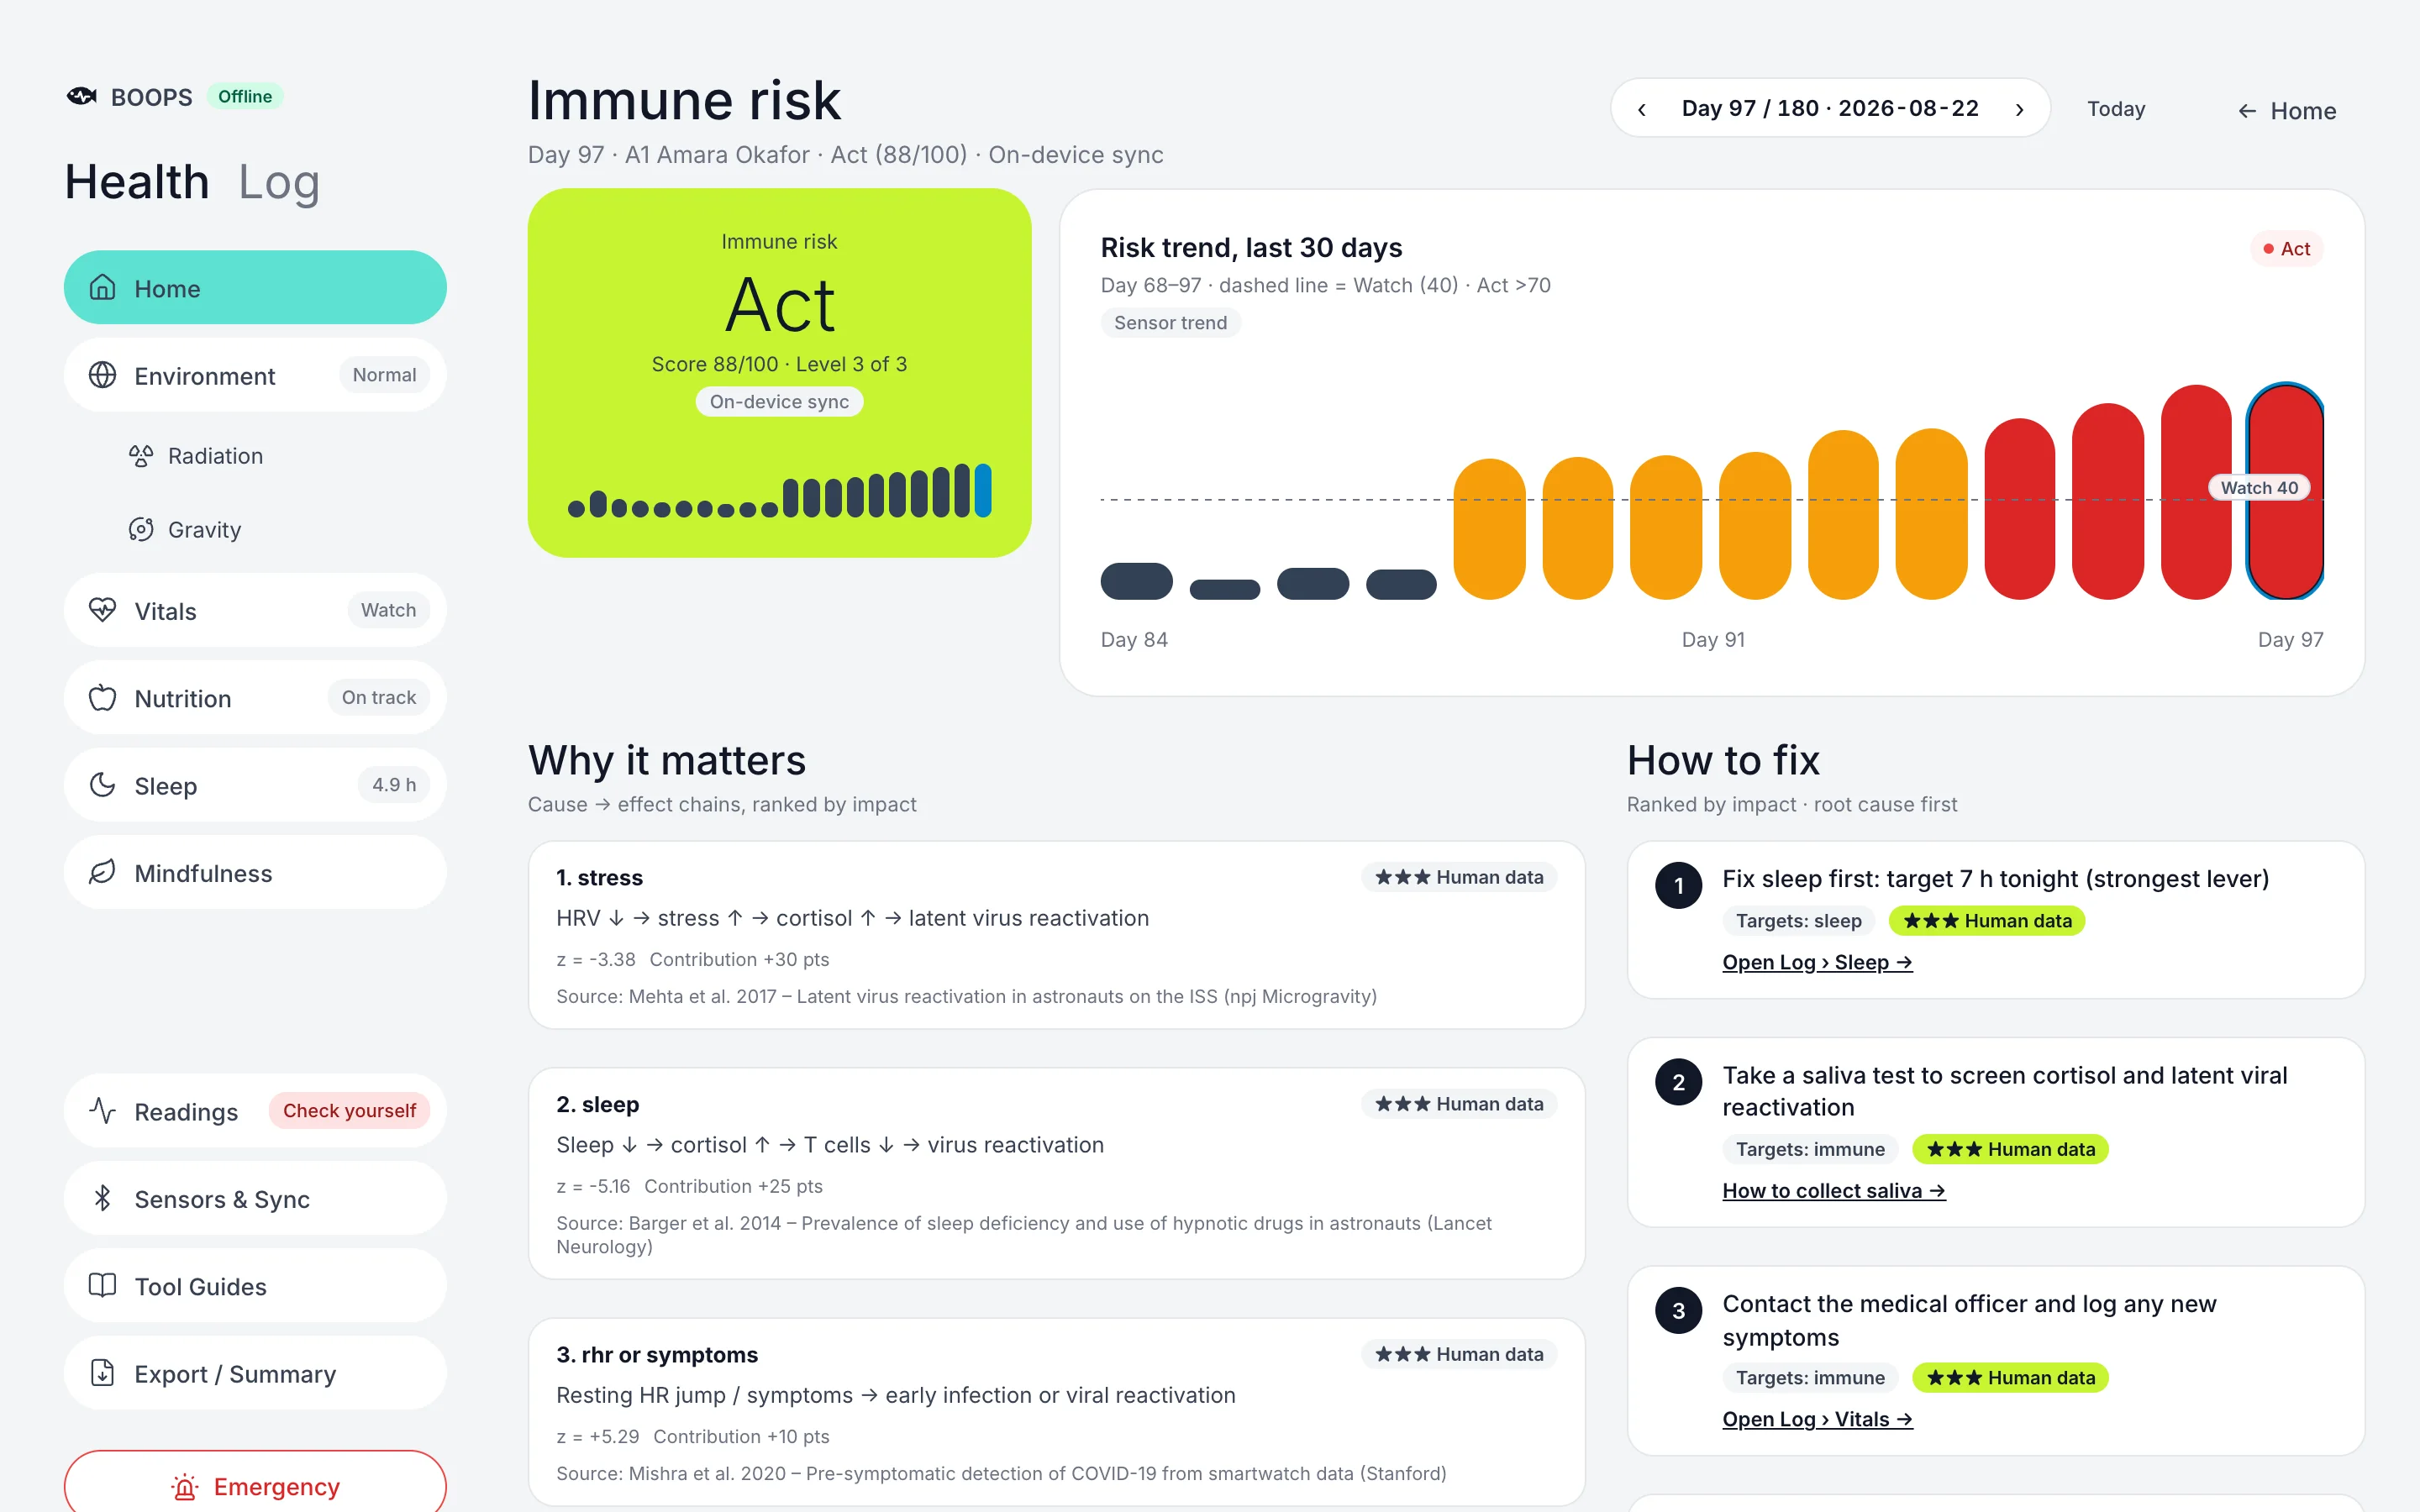 BOOPS Offline
Health Log
Home
Environment Normal
Radiation
Gravity
Vitals Watch
Nutrition On track
Sleep 4.9 h
Mindfulness
Readings Check yourself
Sensors & Sync
Tool Guides
Export / Summary
Emergency
Immune risk
Day 97 · A1 Amara Okafor · Act (88/100) · On-device sync
‹ Day 97 / 180 · 2026-08-22 ›
Today
← Home
Immune risk
Act
Score 88/100 · Level 3 of 3
On-device sync
Risk trend, last 30 days
Act
Day 68–97 · dashed line = Watch (40) · Act >70
Sensor trend
Watch 40
Day 84 Day 91 Day 97
Why it matters
Cause → effect chains, ranked by impact
1. stress ★★★ Human data
HRV ↓ → stress ↑ → cortisol ↑ → latent virus reactivation
z = -3.38 Contribution +30 pts
Source: Mehta et al. 2017 – Latent virus reactivation in astronauts on the ISS (npj Microgravity)
2. sleep ★★★ Human data
Sleep ↓ → cortisol ↑ → T cells ↓ → virus reactivation
z = -5.16 Contribution +25 pts
Source: Barger et al. 2014 – Prevalence of sleep deficiency and use of hypnotic drugs in astronauts (Lancet
Neurology)
3. rhr or symptoms ★★★ Human data
Resting HR jump / symptoms → early infection or viral reactivation
z = +5.29 Contribution +10 pts
Source: Mishra et al. 2020 – Pre-symptomatic detection of COVID-19 from smartwatch data (Stanford)
How to fix
Ranked by impact · root cause first
1 Fix sleep first: target 7 h tonight (strongest lever)
Targets: sleep ★★★ Human data
Open Log › Sleep →
2 Take a saliva test to screen cortisol and latent viral
reactivation
Targets: immune ★★★ Human data
How to collect saliva →
3 Contact the medical officer and log any new
symptoms
Targets: immune ★★★ Human data
Open Log › Vitals →